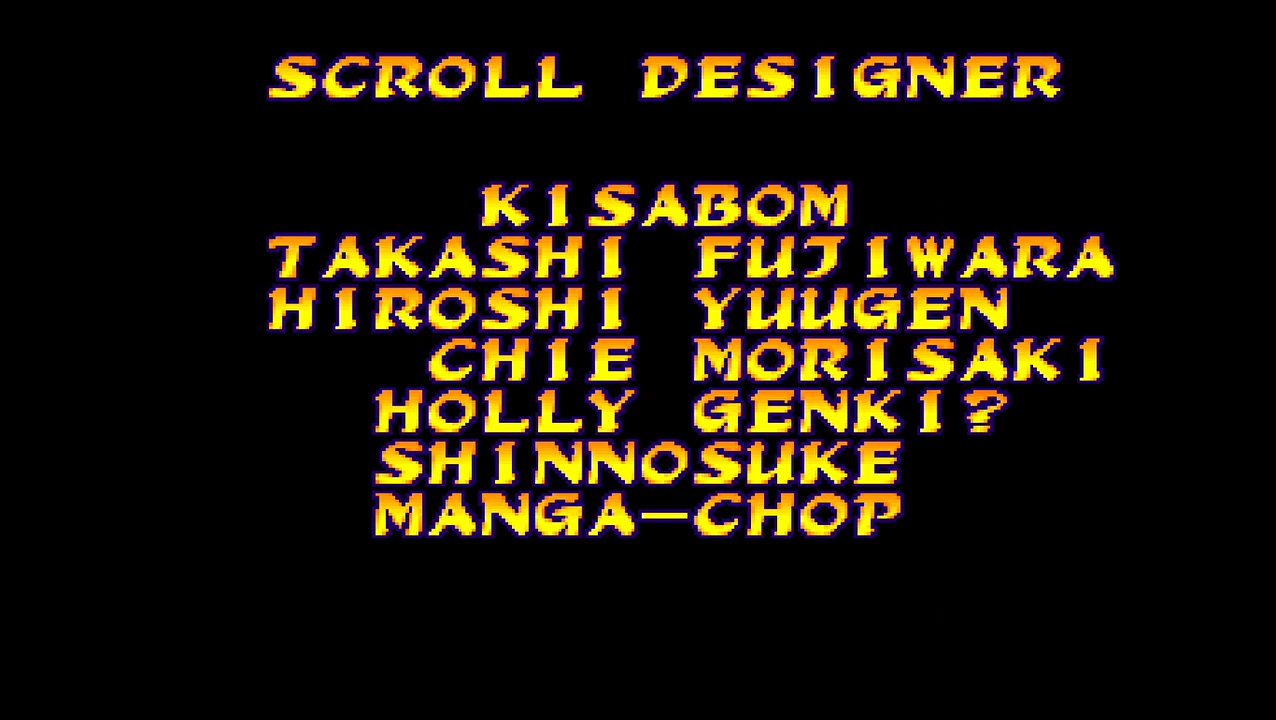 SCROLL DESIGNER
KISABOM
TAKASHI FUJIWARA
HIROSHI YUUGEN
CHIE MORISAKI
HOLLY GENKI?
SHINNOSUKE
MANGA-CHOP